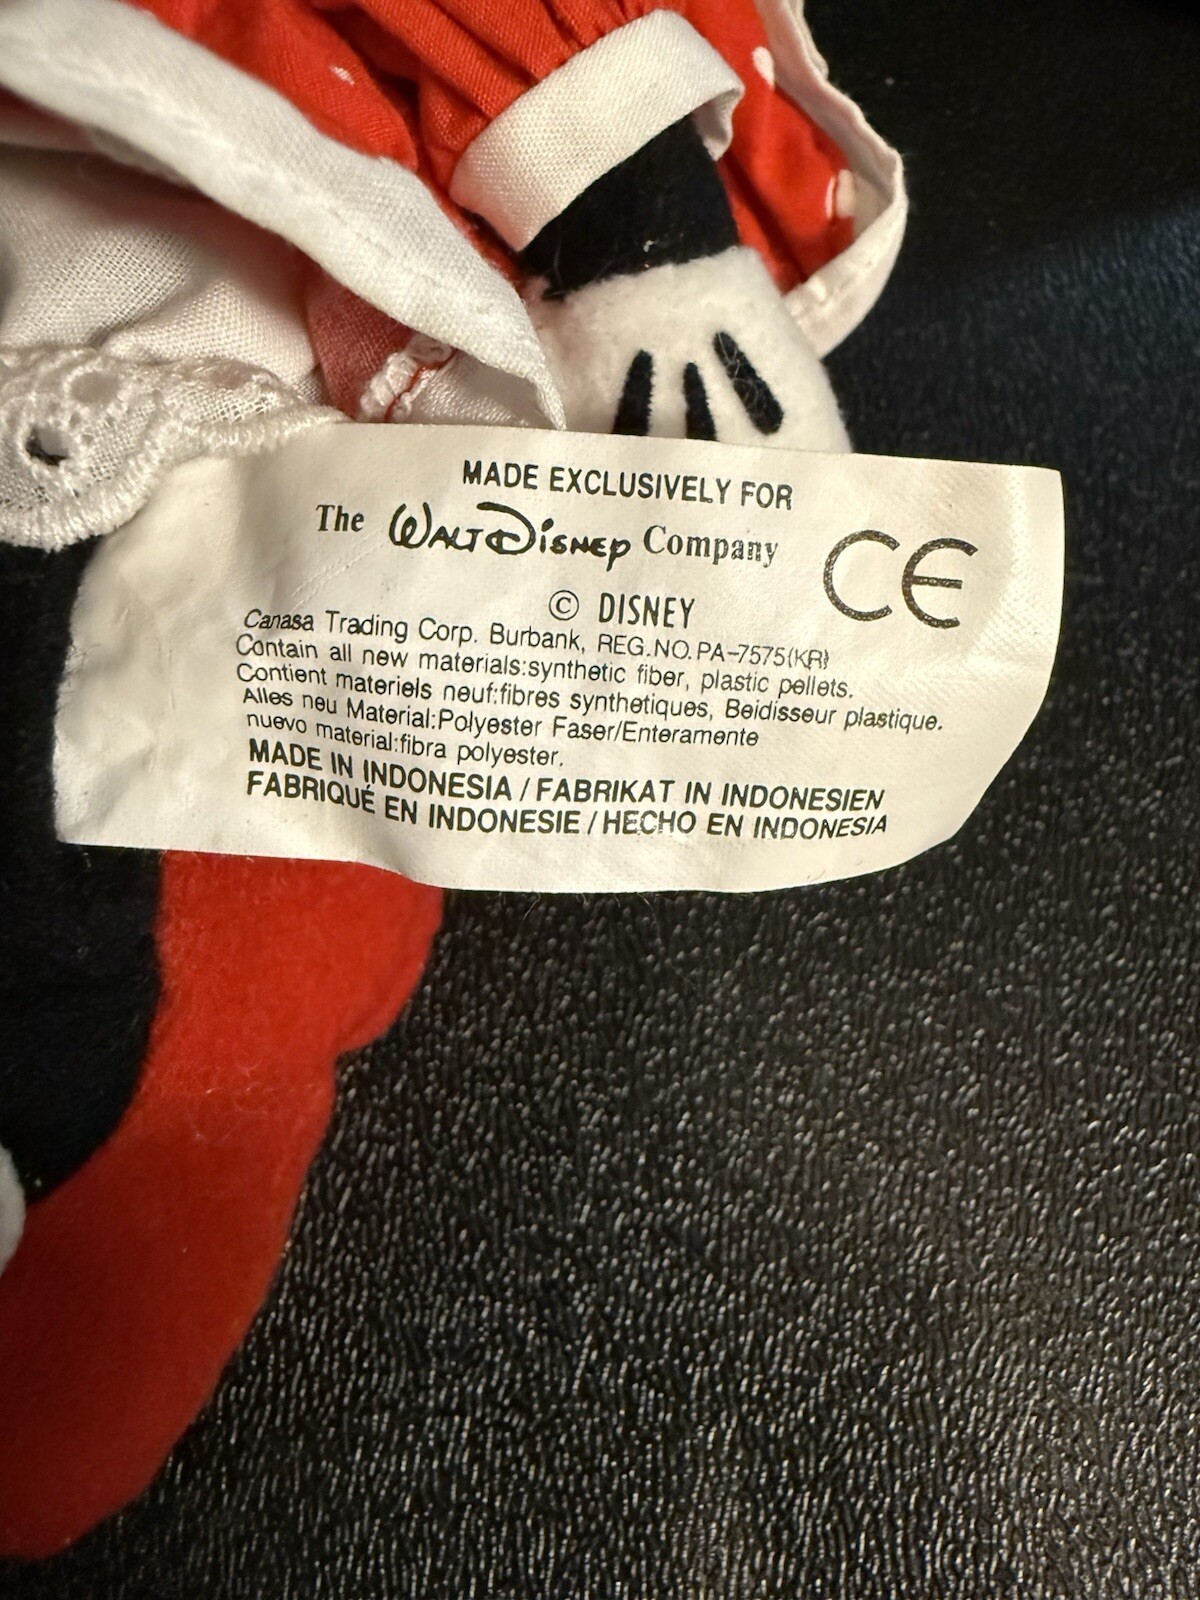 MADE EXCLUSIVELY FOR
The Walt Disney Company
CE
© DISNEY
Canasa Trading Corp. Burbank, REG.NO.PA-7575(KR)
Contain all new materials:synthetic fiber, plastic pellets.
Contient materiels neuf:fibres synthetiques, Beidisseur plastique.
Alles neu Material:Polyester Faser/Enteramente
nuevo material:fibra polyester.
MADE IN INDONESIA / FABRIKAT IN INDONESIEN
FABRIQUÉ EN INDONESIE / HECHO EN INDONESIA